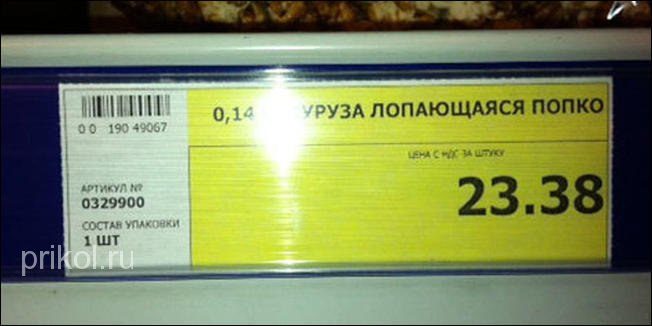 0,14 УРУЗА ЛОПАЮЩАЯСЯ ПОПКО
0 0 190 49067
ЦЕНА С НДС ЗА ШТУКУ
23.38
АРТИКУЛ №
0329900
СОСТАВ УПАКОВКИ
1 ШТ
prikol.ru